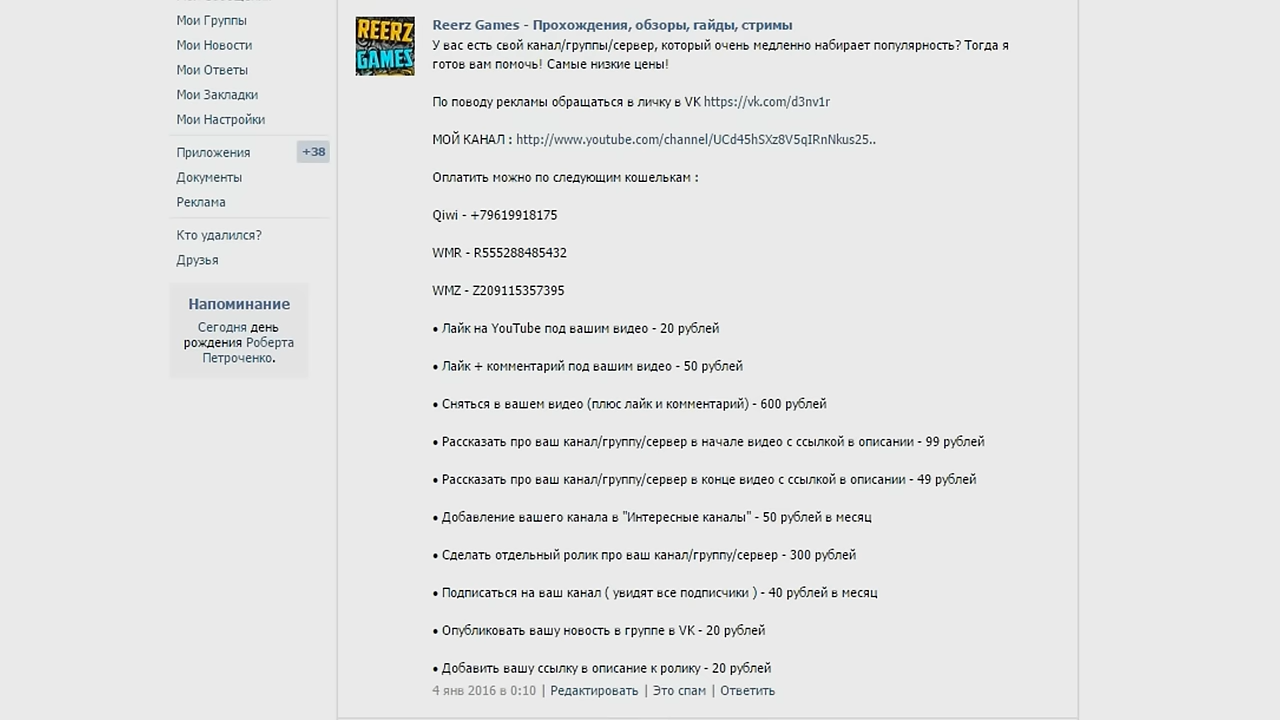 Мои Группы
Мои Новости
Мои Ответы
Мои Закладки
Мои Настройки
Приложения +38
Документы
Реклама
Кто удалился?
Друзья
Напоминание
Сегодня день
рождения Роберта
Петроченко.
REERZ
GAMES
Reerz Games - Прохождения, обзоры, гайды, стримы
У вас есть свой канал/группы/сервер, который очень медленно набирает популярность? Тогда я
готов вам помочь! Самые низкие цены!
По поводу рекламы обращаться в личку в VK https://vk.com/d3nv1r
МОЙ КАНАЛ : http://www.youtube.com/channel/UCd45hSXz8V5qIRnNkus25..
Оплатить можно по следующим кошелькам :
Qiwi - +79619918175
WMR - R555288485432
WMZ - Z209115357395
• Лайк на YouTube под вашим видео - 20 рублей
• Лайк + комментарий под вашим видео - 50 рублей
• Сняться в вашем видео (плюс лайк и комментарий) - 600 рублей
• Рассказать про ваш канал/группу/сервер в начале видео с ссылкой в описании - 99 рублей
• Рассказать про ваш канал/группу/сервер в конце видео с ссылкой в описании - 49 рублей
• Добавление вашего канала в "Интересные каналы" - 50 рублей в месяц
• Сделать отдельный ролик про ваш канал/группу/сервер - 300 рублей
• Подписаться на ваш канал ( увидят все подписчики ) - 40 рублей в месяц
• Опубликовать вашу новость в группе в VK - 20 рублей
• Добавить вашу ссылку в описание к ролику - 20 рублей
4 янв 2016 в 0:10 | Редактировать | Это спам | Ответить